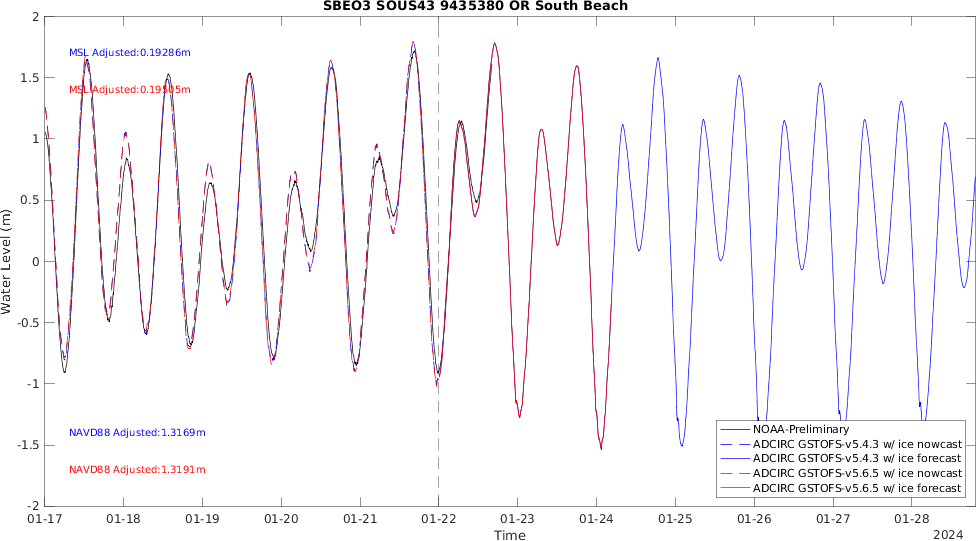 SBEO3 SOUS43 9435380 OR South Beach
2
1.5
1
0.5
0
-0.5
-1
-1.5
-2
Water Level (m)
MSL Adjusted:0.19286m
MSL Adjusted:0.19505m
NAVD88 Adjusted:1.3169m
NAVD88 Adjusted:1.3191m
NOAA-Preliminary
ADCIRC GSTOFS-v5.4.3 w/ ice nowcast
ADCIRC GSTOFS-v5.4.3 w/ ice forecast
ADCIRC GSTOFS-v5.6.5 w/ ice nowcast
ADCIRC GSTOFS-v5.6.5 w/ ice forecast
01-17 01-18 01-19 01-20 01-21 01-22 01-23 01-24 01-25 01-26 01-27 01-28
Time
2024